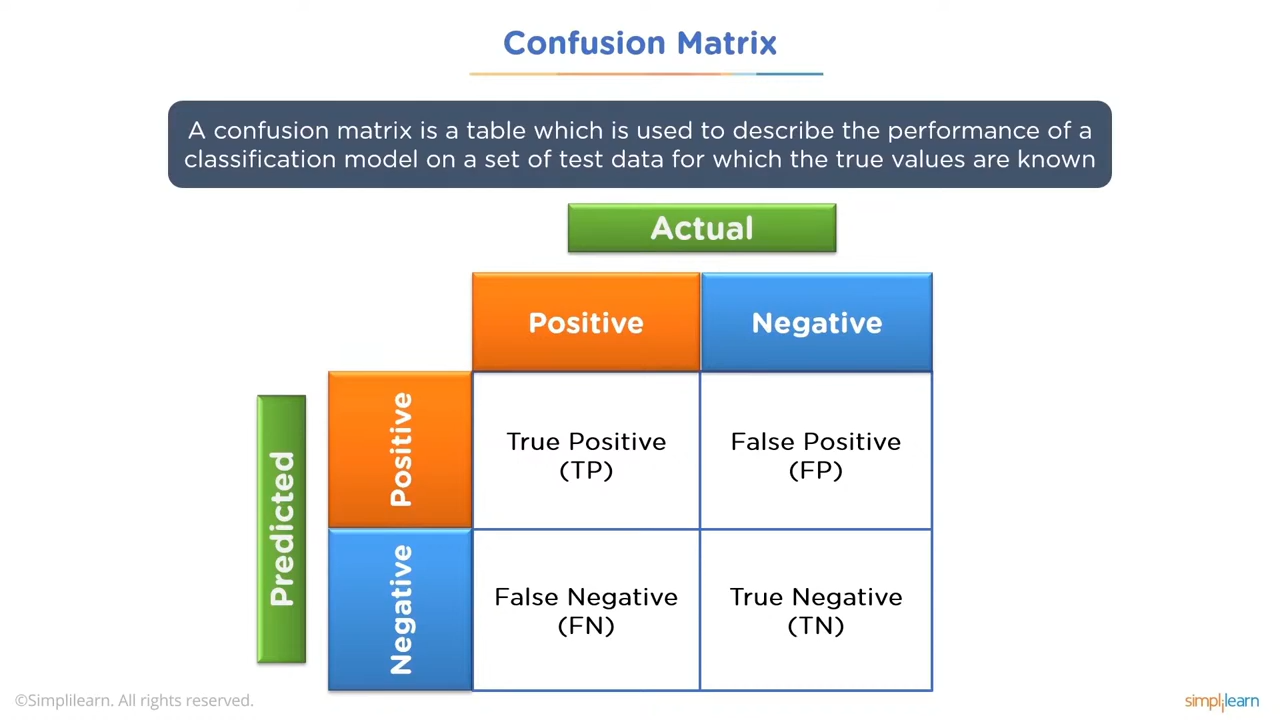 Confusion Matrix
A confusion matrix is a table which is used to describe the performance of a
classification model on a set of test data for which the true values are known
Actual
Positive
Negative
Predicted
Positive
True Positive
(TP)
False Positive
(FP)
Negative
False Negative
(FN)
True Negative
(TN)
©Simplilearn. All rights reserved.
simplilearn